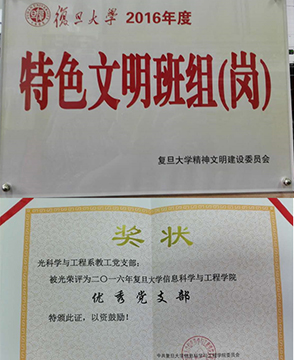 復旦大學 2016年度
特色文明班组(岗)
复旦大学精神文明建设委员会
奖状
光科学与工程系教工党支部：
被光荣评为二〇一六年复旦大学信息科学与工程学院
优秀党支部
特颁此证，以资鼓励！